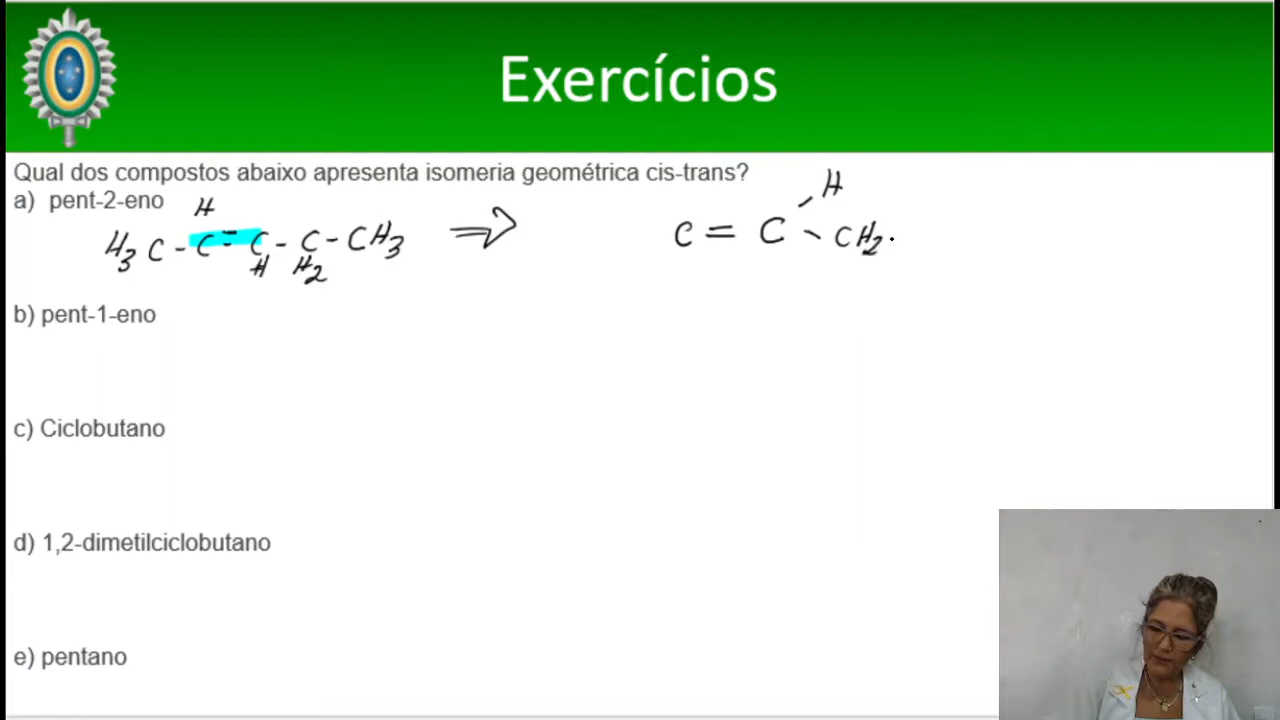 Exercícios
Qual dos compostos abaixo apresenta isomeria geométrica cis-trans?
a) pent-2-eno
H
H3C - C = C - C - CH3 ⇒ C = C - CH2
H H2
H
b) pent-1-eno
c) Ciclobutano
d) 1,2-dimetilciclobutano
e) pentano